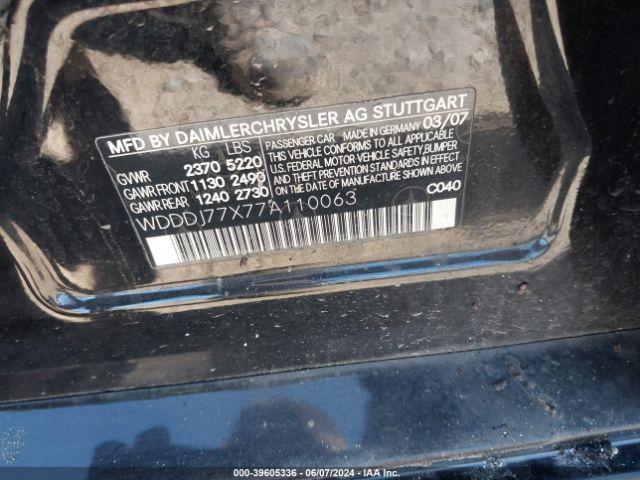 MFD BY DAIMLERCHRYSLER AG STUTTGART
KG LBS
GVWR 2370 5220
GAWR.FRONT 1130 2490
GAWR.REAR 1240 2730
PASSENGER CAR MADE IN GERMANY 03/07
THIS VEHICLE CONFORMS TO ALL APPLICABLE
U.S. FEDERAL MOTOR VEHICLE SAFETY,BUMPER
AND THEFT PREVENTION STANDARDS IN EFFECT
ON THE DATE OF MANUFACTURE SHOWN ABOVE.
C040
WDDDJ77X77A110063
000-39605336 - 06/07/2024 - IAA Inc.